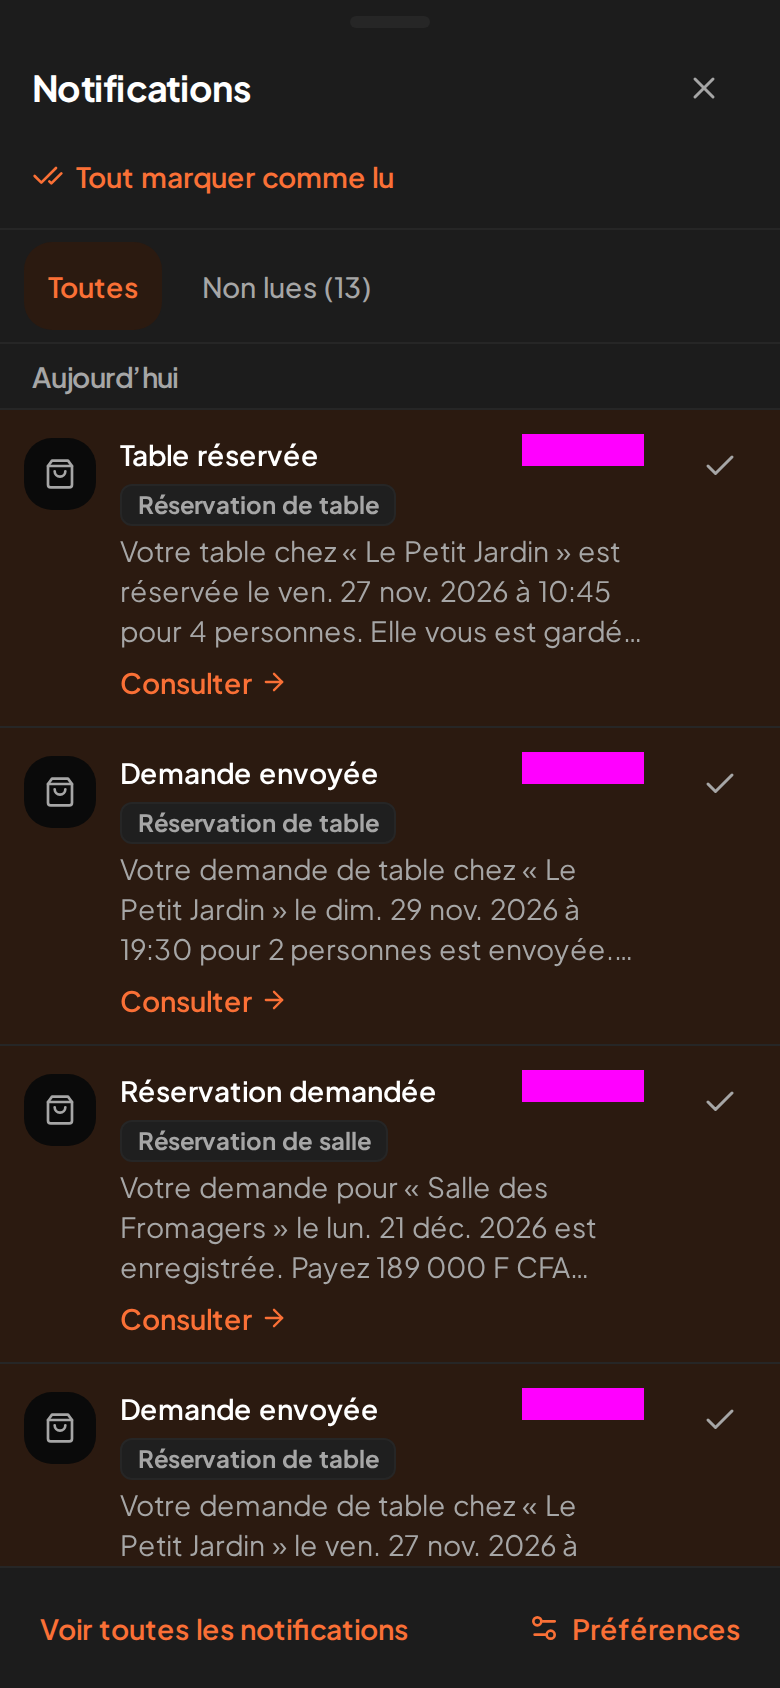 Notifications
Tout marquer comme lu
Toutes
Non lues (13)
Aujourd’hui
Table réservée
Réservation de table
Votre table chez « Le Petit Jardin » est
réservée le ven. 27 nov. 2026 à 10:45
pour 4 personnes. Elle vous est gardé…
Consulter →
Demande envoyée
Réservation de table
Votre demande de table chez « Le
Petit Jardin » le dim. 29 nov. 2026 à
19:30 pour 2 personnes est envoyée.…
Consulter →
Réservation demandée
Réservation de salle
Votre demande pour « Salle des
Fromagers » le lun. 21 déc. 2026 est
enregistrée. Payez 189 000 F CFA…
Consulter →
Demande envoyée
Réservation de table
Votre demande de table chez « Le
Petit Jardin » le ven. 27 nov. 2026 à
Voir toutes les notifications
Préférences